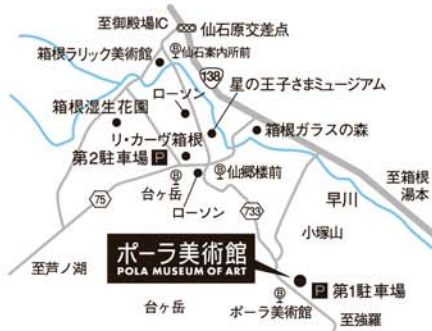 至御殿場IC
仙石原交差点
箱根ラリック美術館
B
仙石案内所前
138
星の王子さまミュージアム
ローソン
箱根湿生花園
リ・カーヴ箱根
箱根ガラスの森
第2駐車場 P
B
仙郷楼前
至箱根
湯本
B
台ヶ岳
75
ローソン
733
早川
小塚山
ポーラ美術館
POLA MUSEUM OF ART
至芦ノ湖
P 第1駐車場
B
台ヶ岳
ポーラ美術館
至強羅